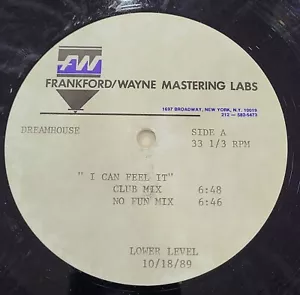 FW
FRANKFORD/WAYNE MASTERING LABS
1697 BROADWAY, NEW YORK, N.Y. 10019
212 — 582-5473
DREAMHOUSE SIDE A
33 1/3 RPM
" I CAN FEEL IT"
CLUB MIX 6:48
NO FUN MIX 6:46
LOWER LEVEL
10/18/89